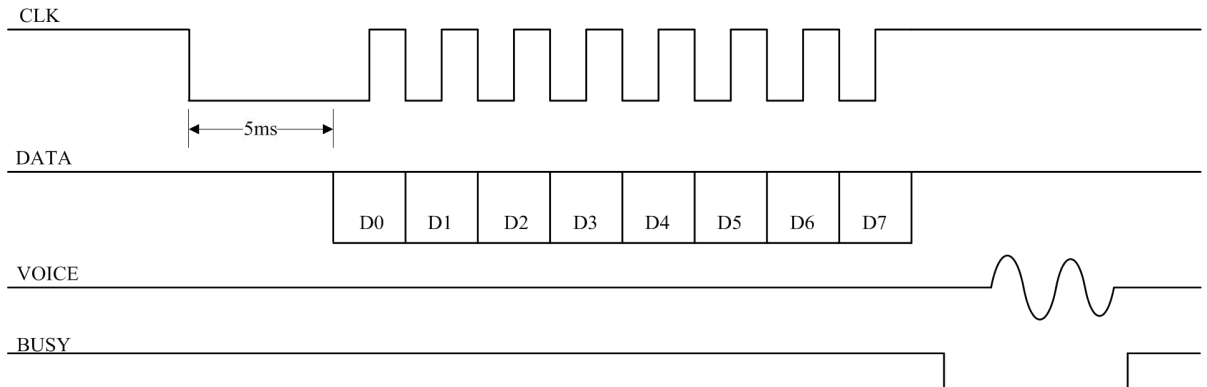 CLK
5ms
DATA
D0 D1 D2 D3 D4 D5 D6 D7
VOICE
BUSY